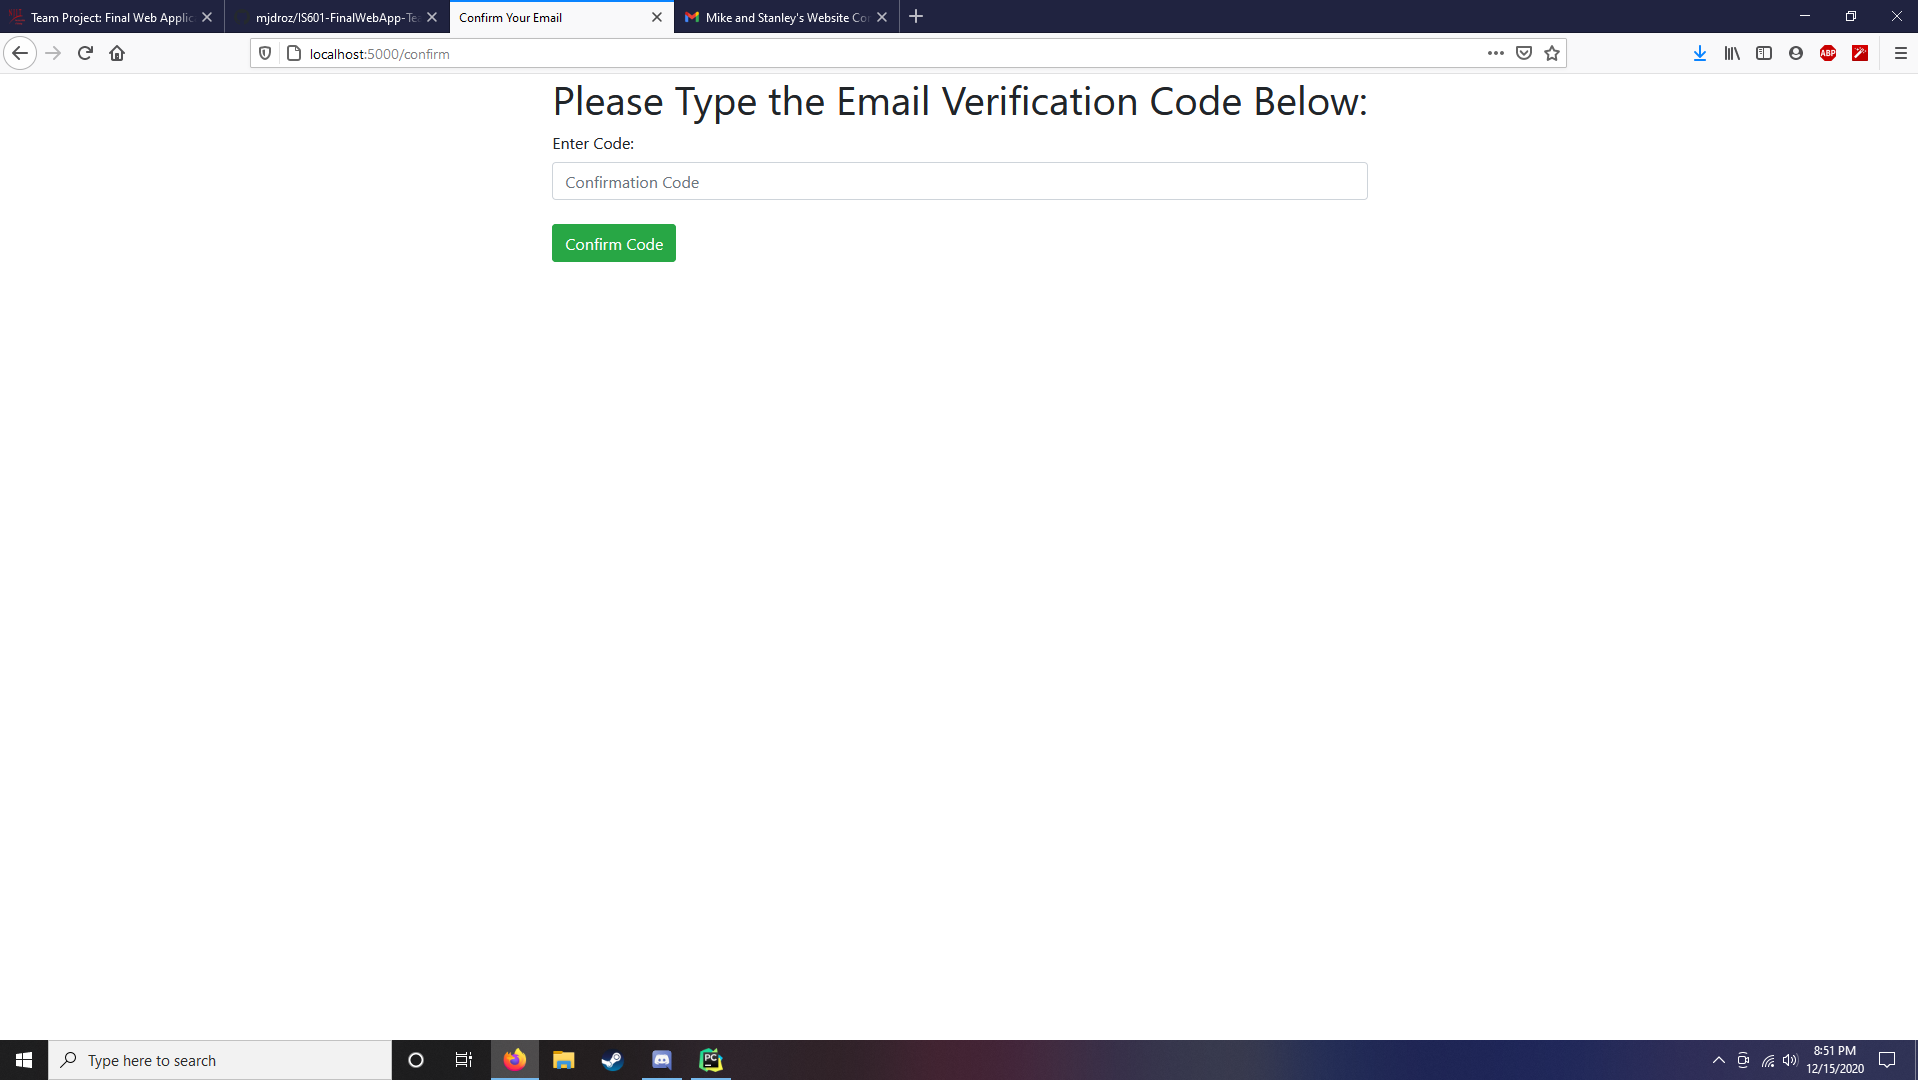 Team Project: Final Web Applic
mjdroz/IS601-FinalWebApp-Te
Confirm Your Email
Mike and Stanley's Website Co
localhost:5000/confirm
ABP
Please Type the Email Verification Code Below:
Enter Code:
Confirmation Code
Confirm Code
Type here to search
PC
8:51 PM
12/15/2020